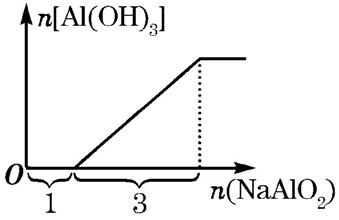 n[Al(OH)₃]
O
1 3
n(NaAlO₂)